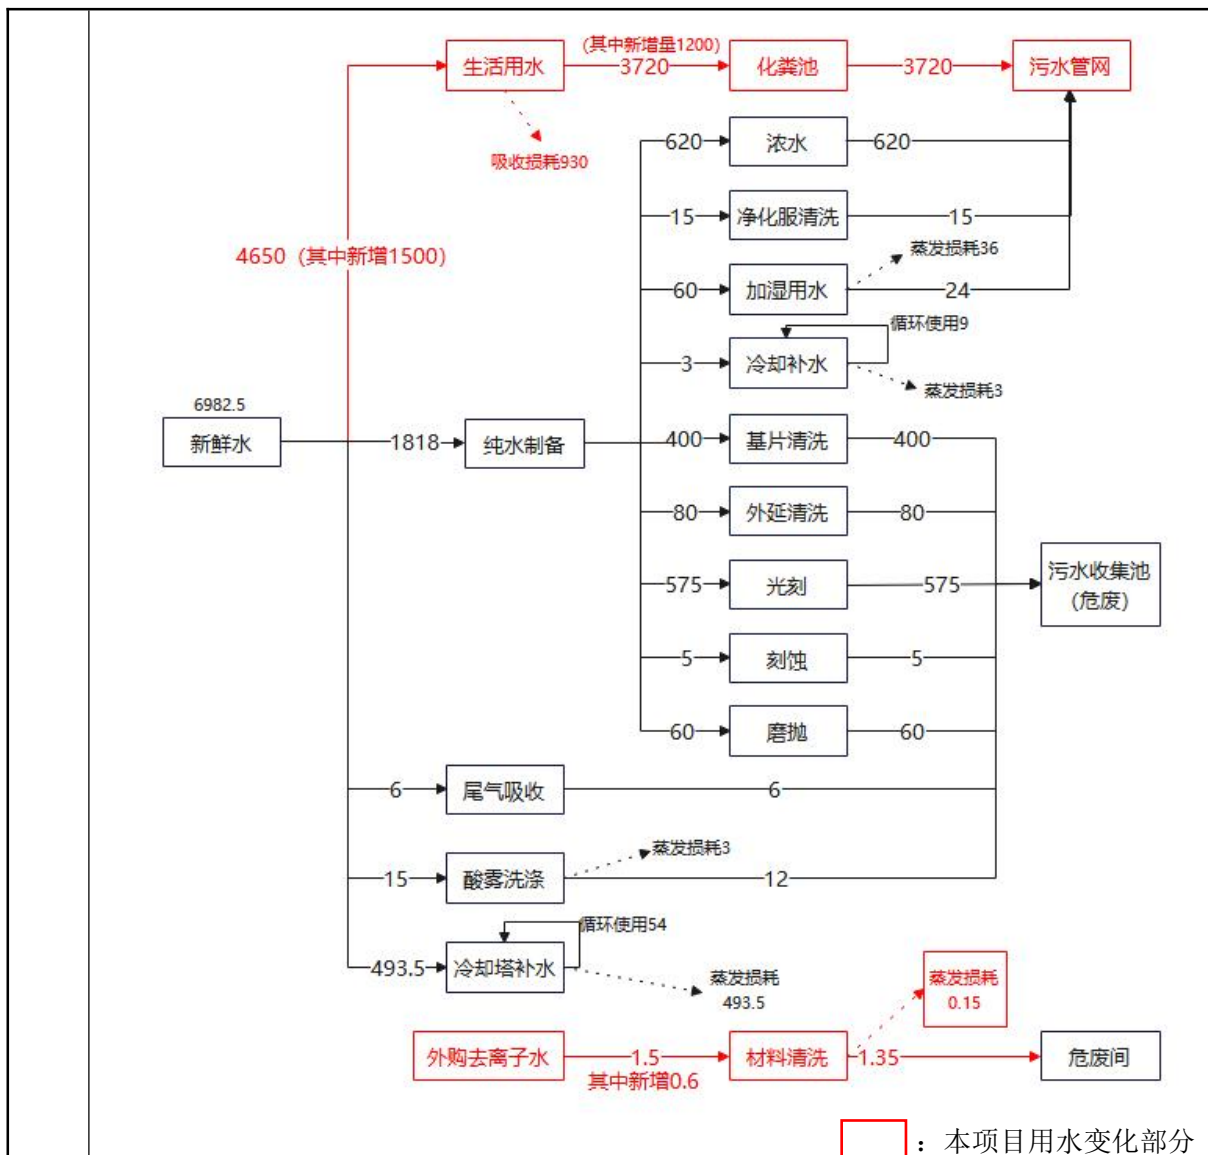 (其中新增量1200)
生活用水
3720
化粪池
3720
污水管网
吸收损耗930
620
浓水
620
15
净化服清洗
15
4650（其中新增1500）
蒸发损耗36
60
加湿用水
24
循环使用9
3
冷却补水
蒸发损耗3
6982.5
新鲜水
1818
纯水制备
400
基片清洗
400
80
外延清洗
80
575
光刻
575
污水收集池
(危废)
5
刻蚀
5
60
磨抛
60
6
尾气吸收
6
蒸发损耗3
15
酸雾洗涤
12
循环使用54
493.5
冷却塔补水
蒸发损耗
493.5
蒸发损耗
0.15
外购去离子水
1.5
其中新增0.6
材料清洗
1.35
危废间
：本项目用水变化部分